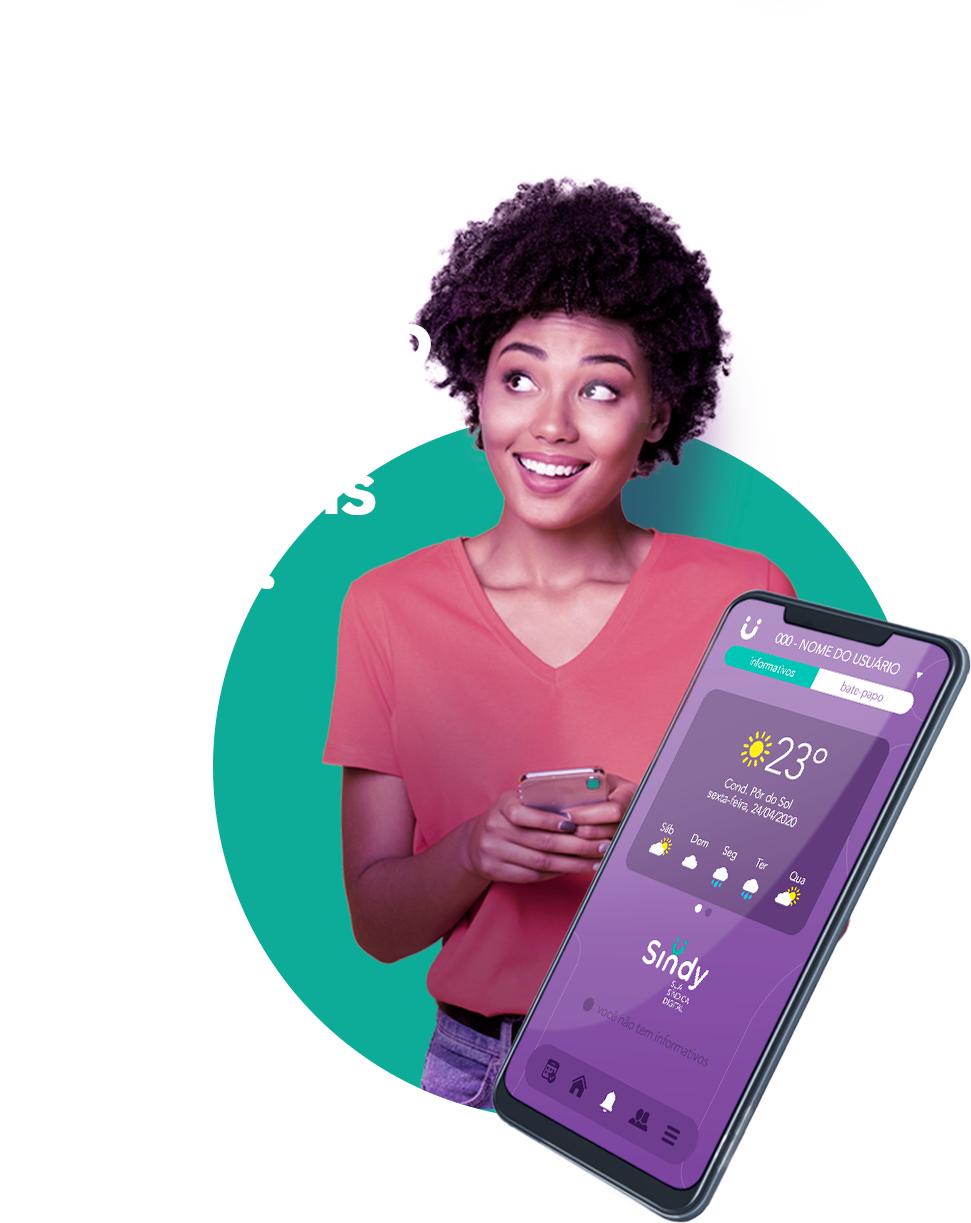 000 - NOME DO USUÁRIO
informativos
bate-papo
23°
Cond. Pôr do Sol
sexta-feira, 24/04/2020
Sáb Dom Seg Ter Qua
Sindy
SUA
SÍNDICA
DIGITAL
você não tem informativos